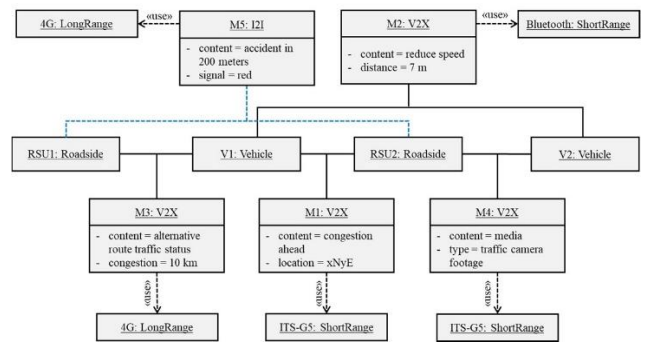 «use»
«use»
4G: LongRange
M5: I2I
M2: V2X
Bluetooth: ShortRange
- content = accident in
200 meters
- signal = red
- content = reduce speed
- distance = 7 m
RSU1: Roadside
V1: Vehicle
RSU2: Roadside
V2: Vehicle
M3: V2X
- content = alternative
route traffic status
- congestion = 10 km
M1: V2X
- content = congestion
ahead
- location = xNyE
M4: V2X
- content = media
- type = traffic camera
footage
«use»
«use»
«use»
4G: LongRange
ITS-G5: ShortRange
ITS-G5: ShortRange